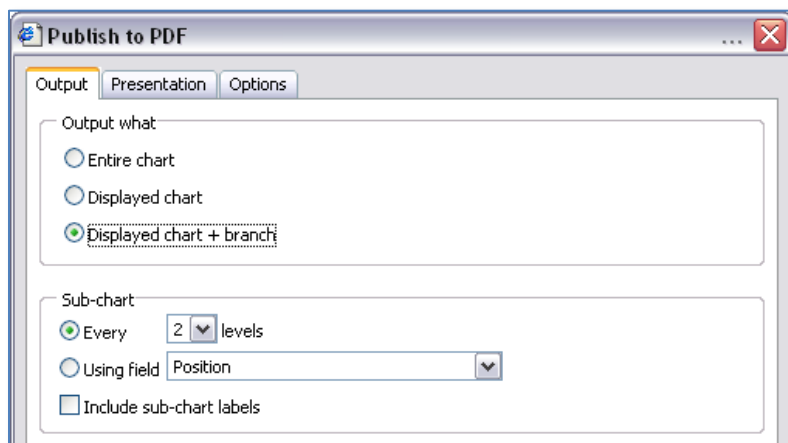 Publish to PDF ...
Output Presentation Options
Output what
Entire chart
Displayed chart
Displayed chart + branch
Sub-chart
Every 2 levels
Using field Position
Include sub-chart labels